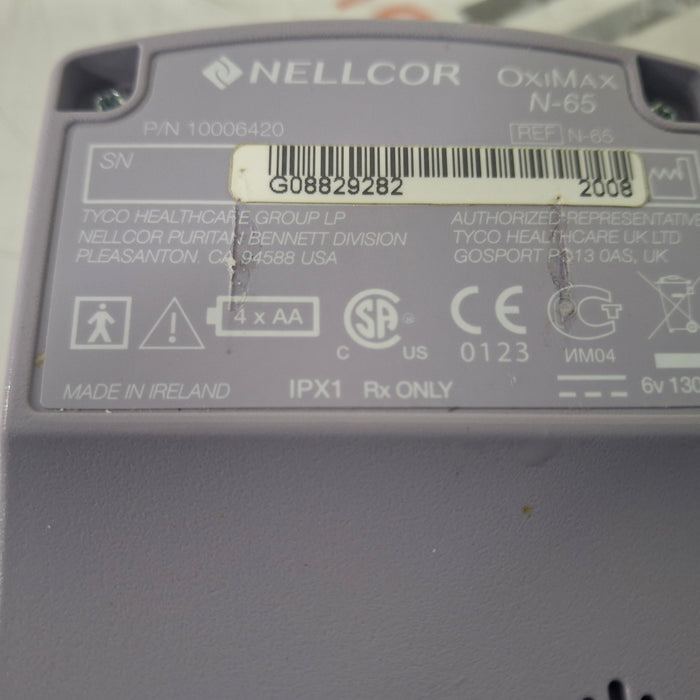 NELLCOR OXIMAX
N-65
P/N 10006420 REF N-65
SN
G08829282 2008
TYCO HEALTHCARE GROUP LP
NELLCOR PURITAN BENNETT DIVISION
PLEASANTON, CA 94588 USA
AUTHORIZED REPRESENTATIVE
TYCO HEALTHCARE UK LTD
GOSPORT PO13 0AS, UK
4 x AA
SA
C US
CE
0123
ИМ04
MADE IN IRELAND IPX1 Rx ONLY
6v 130